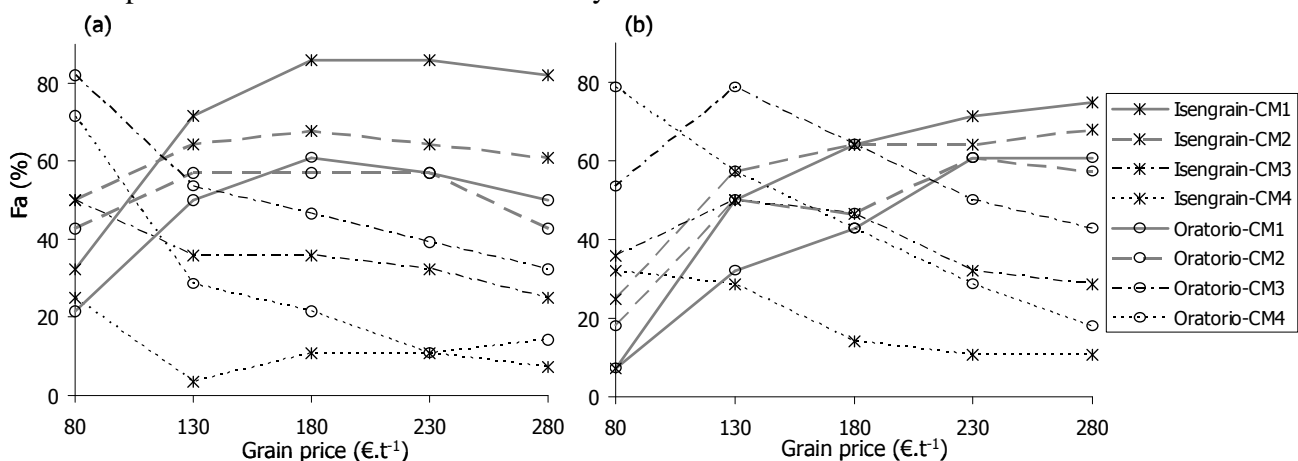 (a)
(b)
Fa (%)
80
60
40
20
0
80 130 180 230 280
Grain price (€.t⁻¹)
80
60
40
20
0
80 130 180 230 280
Grain price (€.t⁻¹)
Isengrain-CM1
Isengrain-CM2
Isengrain-CM3
Isengrain-CM4
Oratorio-CM1
Oratorio-CM2
Oratorio-CM3
Oratorio-CM4